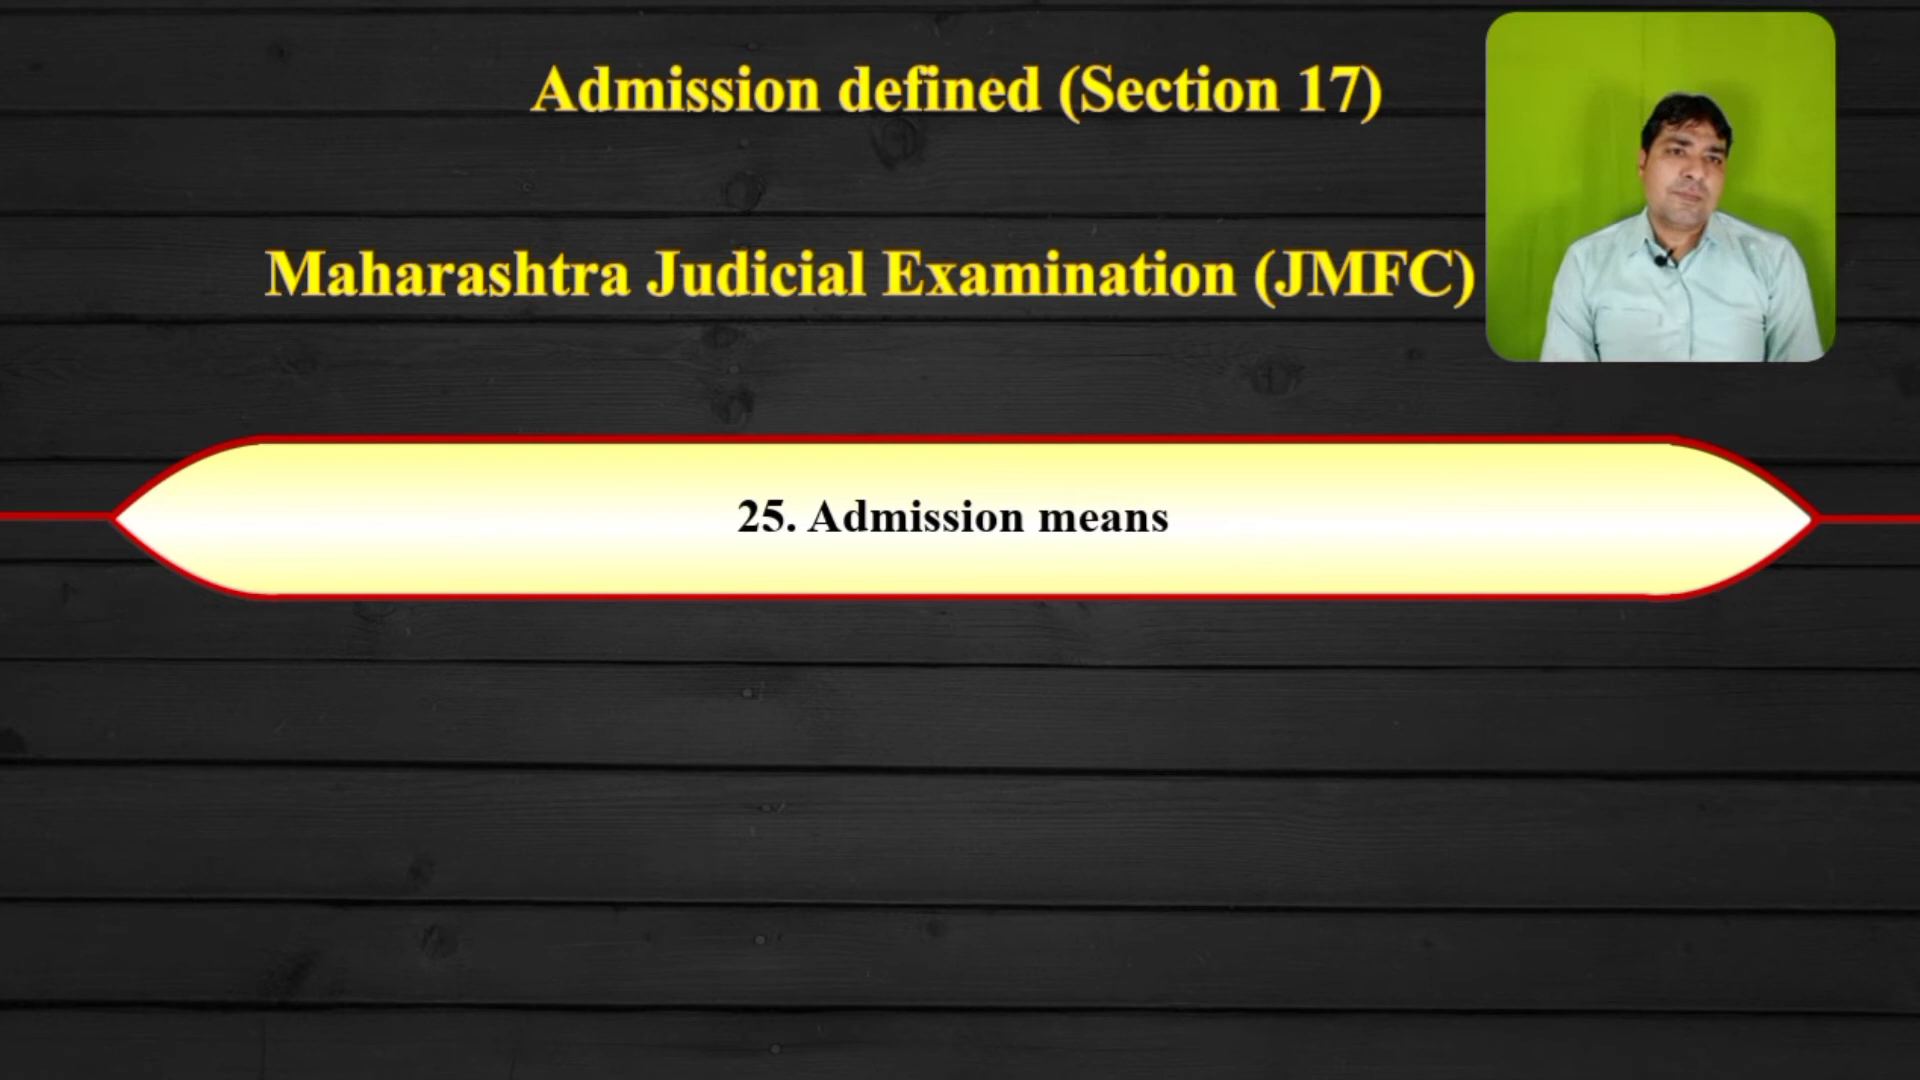 Admission defined (Section 17)
Maharashtra Judicial Examination (JMFC)
25. Admission means